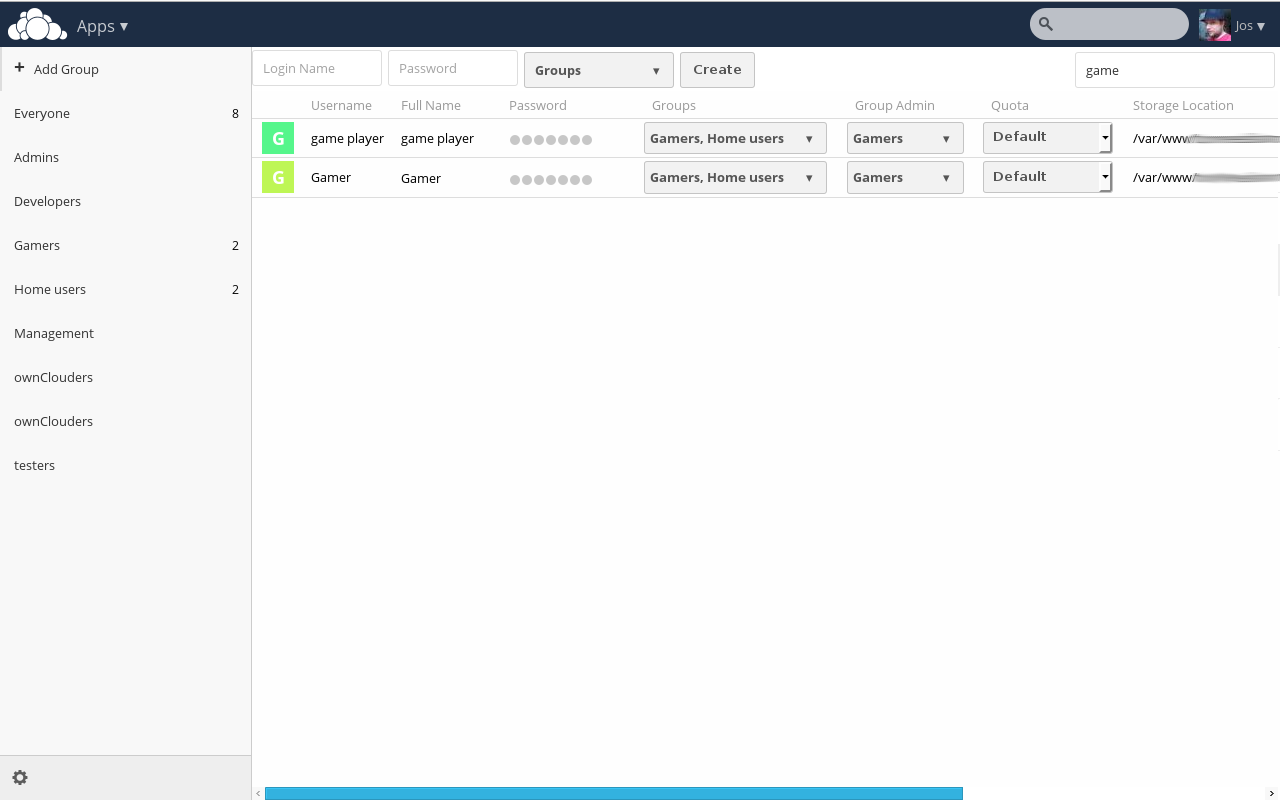 Apps ▼
Jos ▼
+ Add Group
Everyone 8
Admins
Developers
Gamers 2
Home users 2
Management
ownClouders
ownClouders
testers
Login Name Password Groups ▼ Create game
Username Full Name Password Groups Group Admin Quota Storage Location
G game player game player ●●●●●●● Gamers, Home users ▼ Gamers ▼ Default /var/www
G Gamer Gamer ●●●●●●● Gamers, Home users ▼ Gamers ▼ Default /var/www/